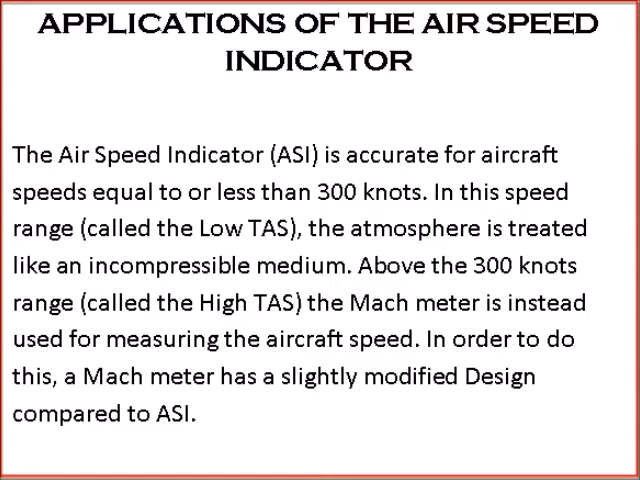 APPLICATIONS OF THE AIR SPEED
INDICATOR
The Air Speed Indicator (ASI) is accurate for aircraft
speeds equal to or less than 300 knots. In this speed
range (called the Low TAS), the atmosphere is treated
like an incompressible medium. Above the 300 knots
range (called the High TAS) the Mach meter is instead
used for measuring the aircraft speed. In order to do
this, a Mach meter has a slightly modified Design
compared to ASI.